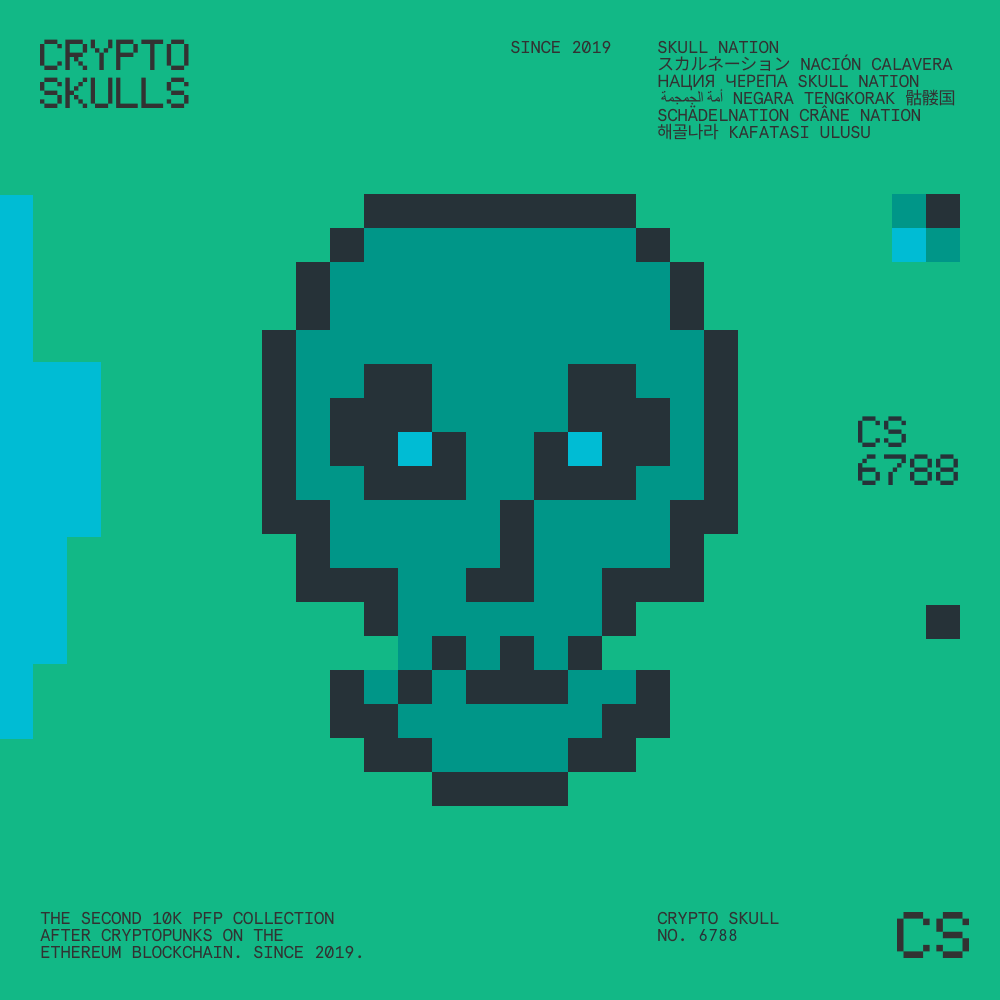 CRYPTO
SKULLS
SINCE 2019
SKULL NATION
スカルネーション NACIÓN CALAVERA
НАЦИЯ ЧЕРЕПА SKULL NATION
أمة الجمجمة NEGARA TENGKORAK 骷髅国
SCHÄDELNATION CRÂNE NATION
해골나라 KAFATASI ULUSU
CS
6788
THE SECOND 10K PFP COLLECTION
AFTER CRYPTOPUNKS ON THE
ETHEREUM BLOCKCHAIN. SINCE 2019.
CRYPTO SKULL
NO. 6788
CS